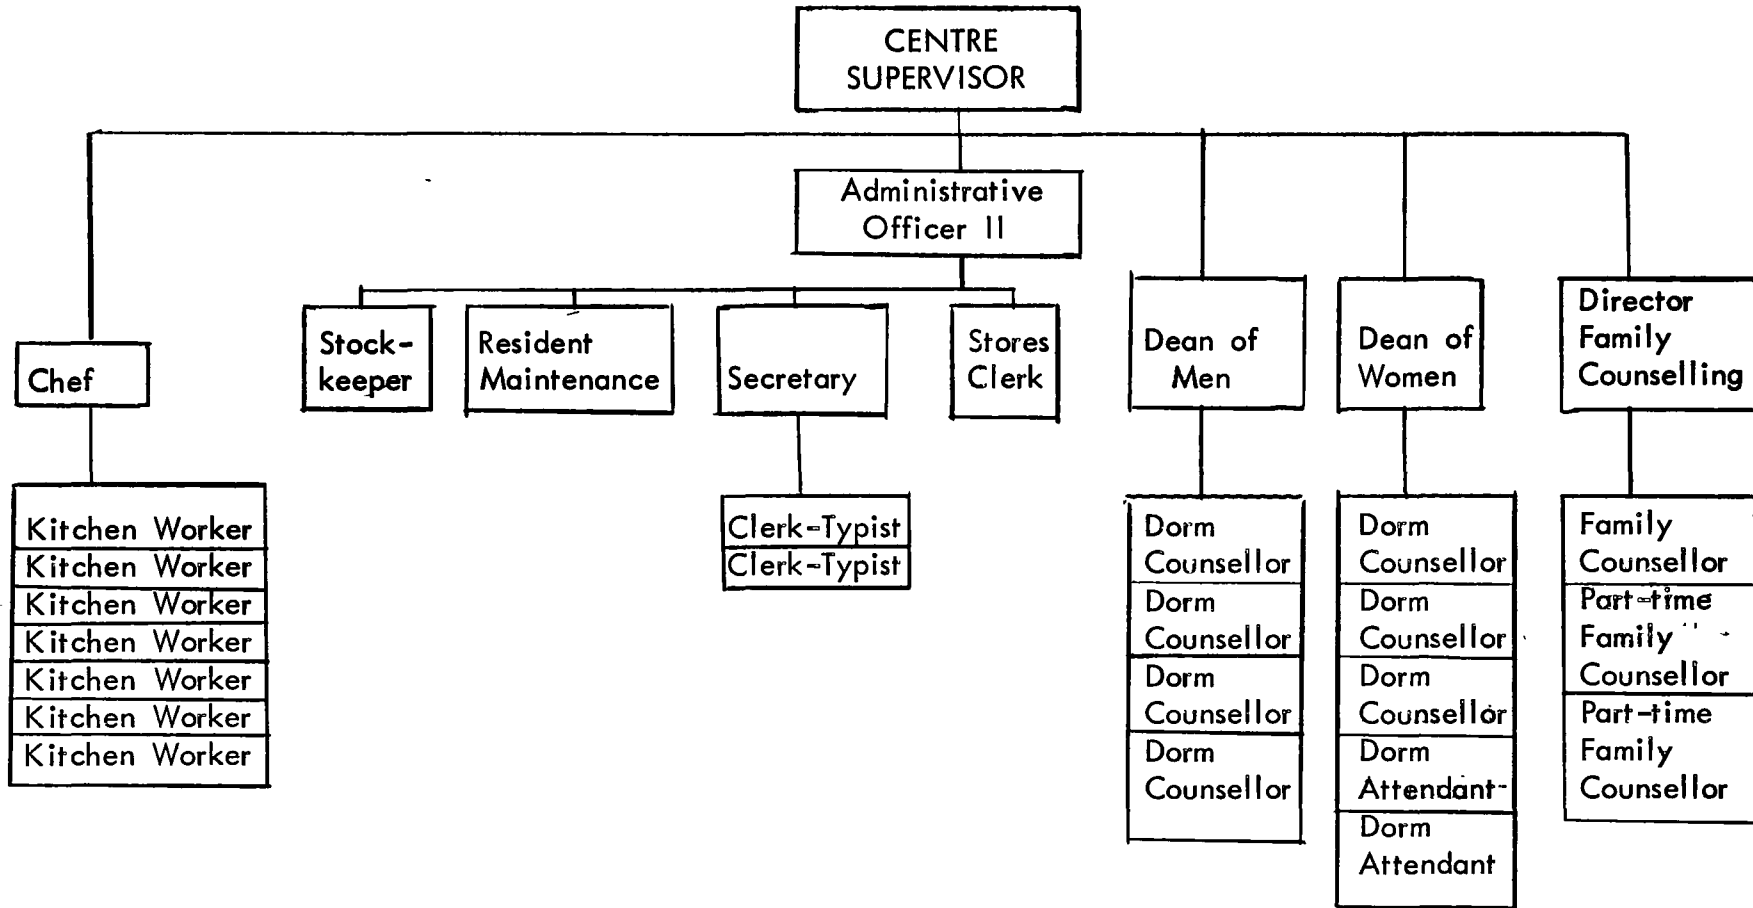 CENTRE
SUPERVISOR
Administrative
Officer II
Chef
Stock-
keeper
Resident
Maintenance
Secretary
Stores
Clerk
Dean of
Men
Dean of
Women
Director
Family
Counselling
Kitchen Worker
Kitchen Worker
Kitchen Worker
Kitchen Worker
Kitchen Worker
Kitchen Worker
Kitchen Worker
Clerk-Typist
Clerk-Typist
Dorm
Counsellor
Dorm
Counsellor
Dorm
Counsellor
Dorm
Counsellor
Dorm
Counsellor
Dorm
Counsellor
Dorm
Counsellor
Dorm
Attendant
Dorm
Attendant
Family
Counsellor
Part-time
Family
Counsellor
Part-time
Family
Counsellor